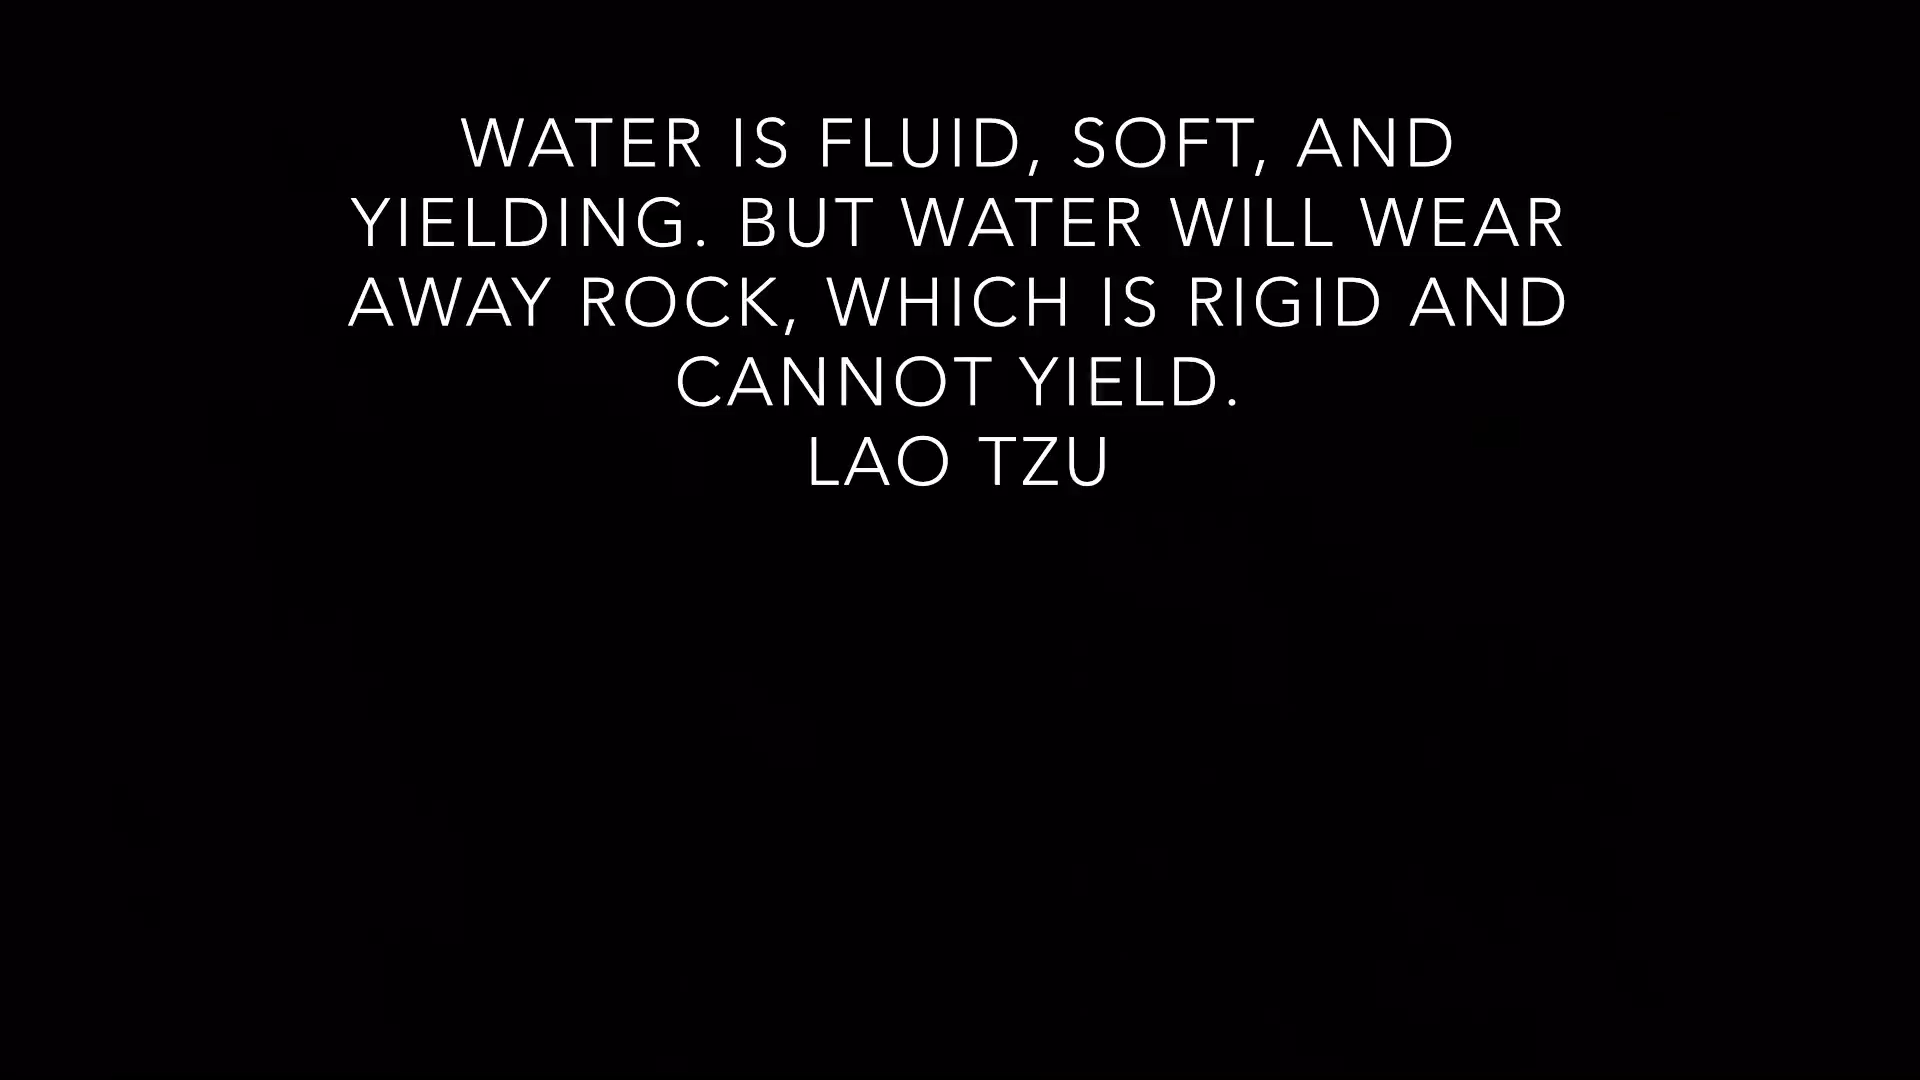 WATER IS FLUID, SOFT, AND
YIELDING. BUT WATER WILL WEAR
AWAY ROCK, WHICH IS RIGID AND
CANNOT YIELD.
LAO TZU